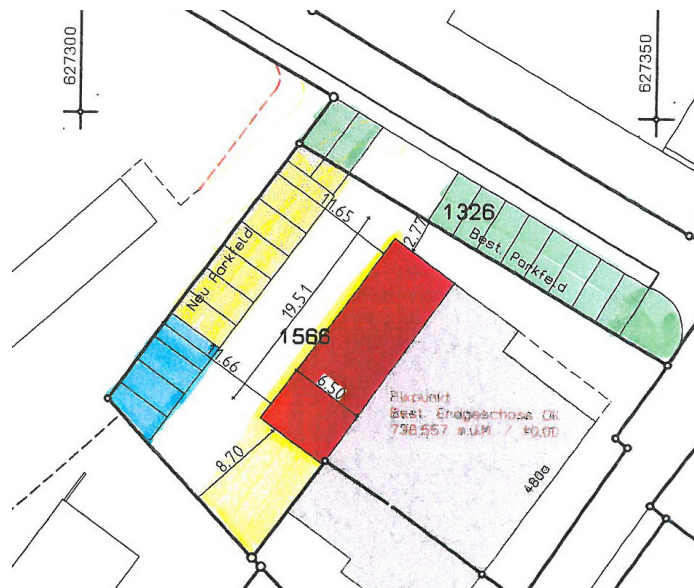 627300
627350
11.65
2.77
1326
Best. Parkfeld
Neu Parkfeld
19.51
1566
11.66
6.50
Fixpunkt
Best. Erdgeschoss OK
738.557 m.ü.M / ±0.00
8.70
480a